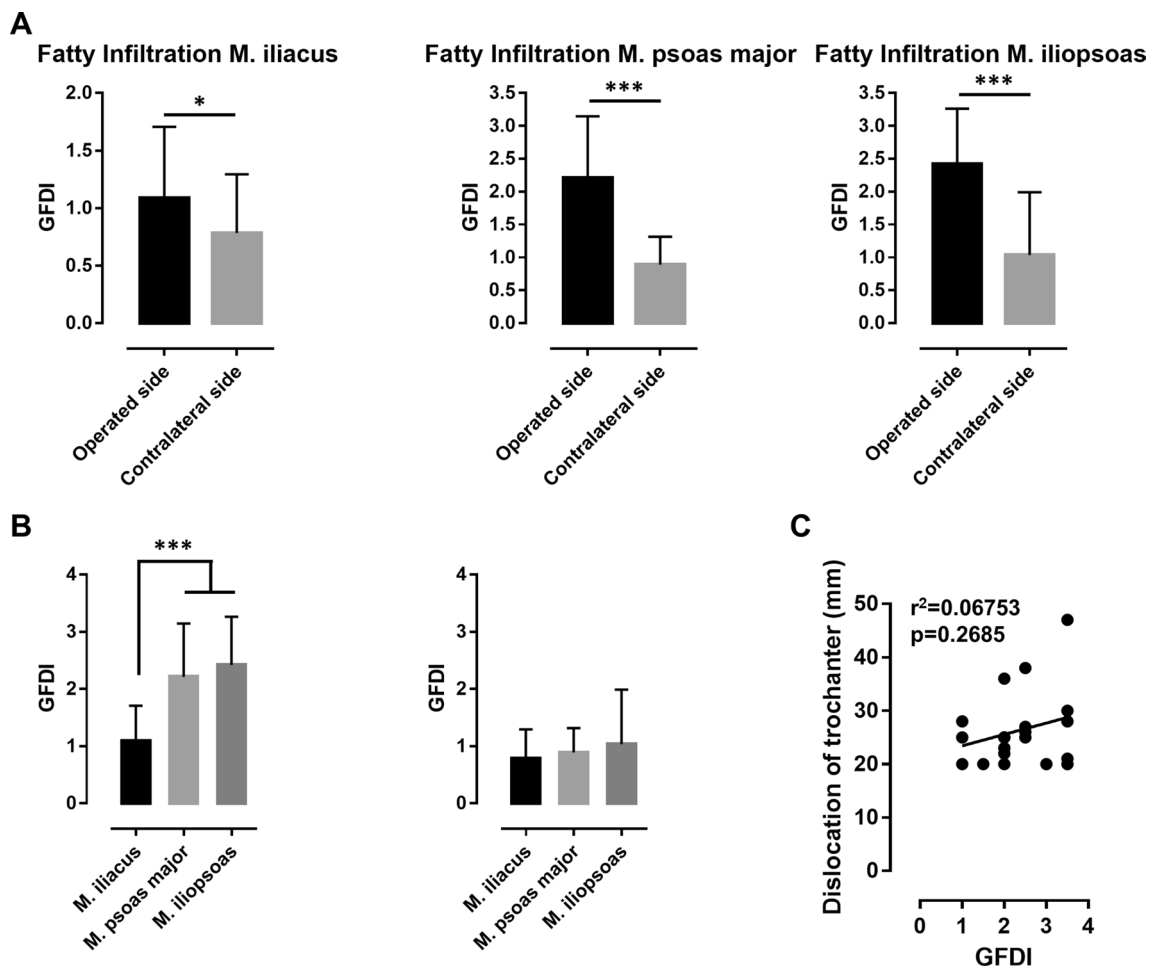 A
Fatty Infiltration M. iliacus
*
2.0
1.5
1.0
0.5
0.0
GFDI
Operated side
Contralateral side
Fatty Infiltration M. psoas major
***
3.5
3.0
2.5
2.0
1.5
1.0
0.5
0.0
GFDI
Operated side
Contralateral side
Fatty Infiltration M. iliopsoas
***
3.5
3.0
2.5
2.0
1.5
1.0
0.5
0.0
GFDI
Operated side
Contralateral side
B
***
4
3
2
1
0
GFDI
M. iliacus
M. psoas major
M. iliopsoas
4
3
2
1
0
GFDI
M. iliacus
M. psoas major
M. iliopsoas
C
r²=0.06753
p=0.2685
50
40
30
20
10
0
Dislocation of trochanter (mm)
0 1 2 3 4
GFDI